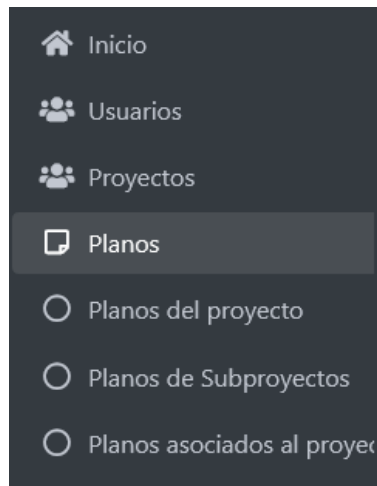 Inicio
Usuarios
Proyectos
Planos
Planos del proyecto
Planos de Subproyectos
Planos asociados al proyec